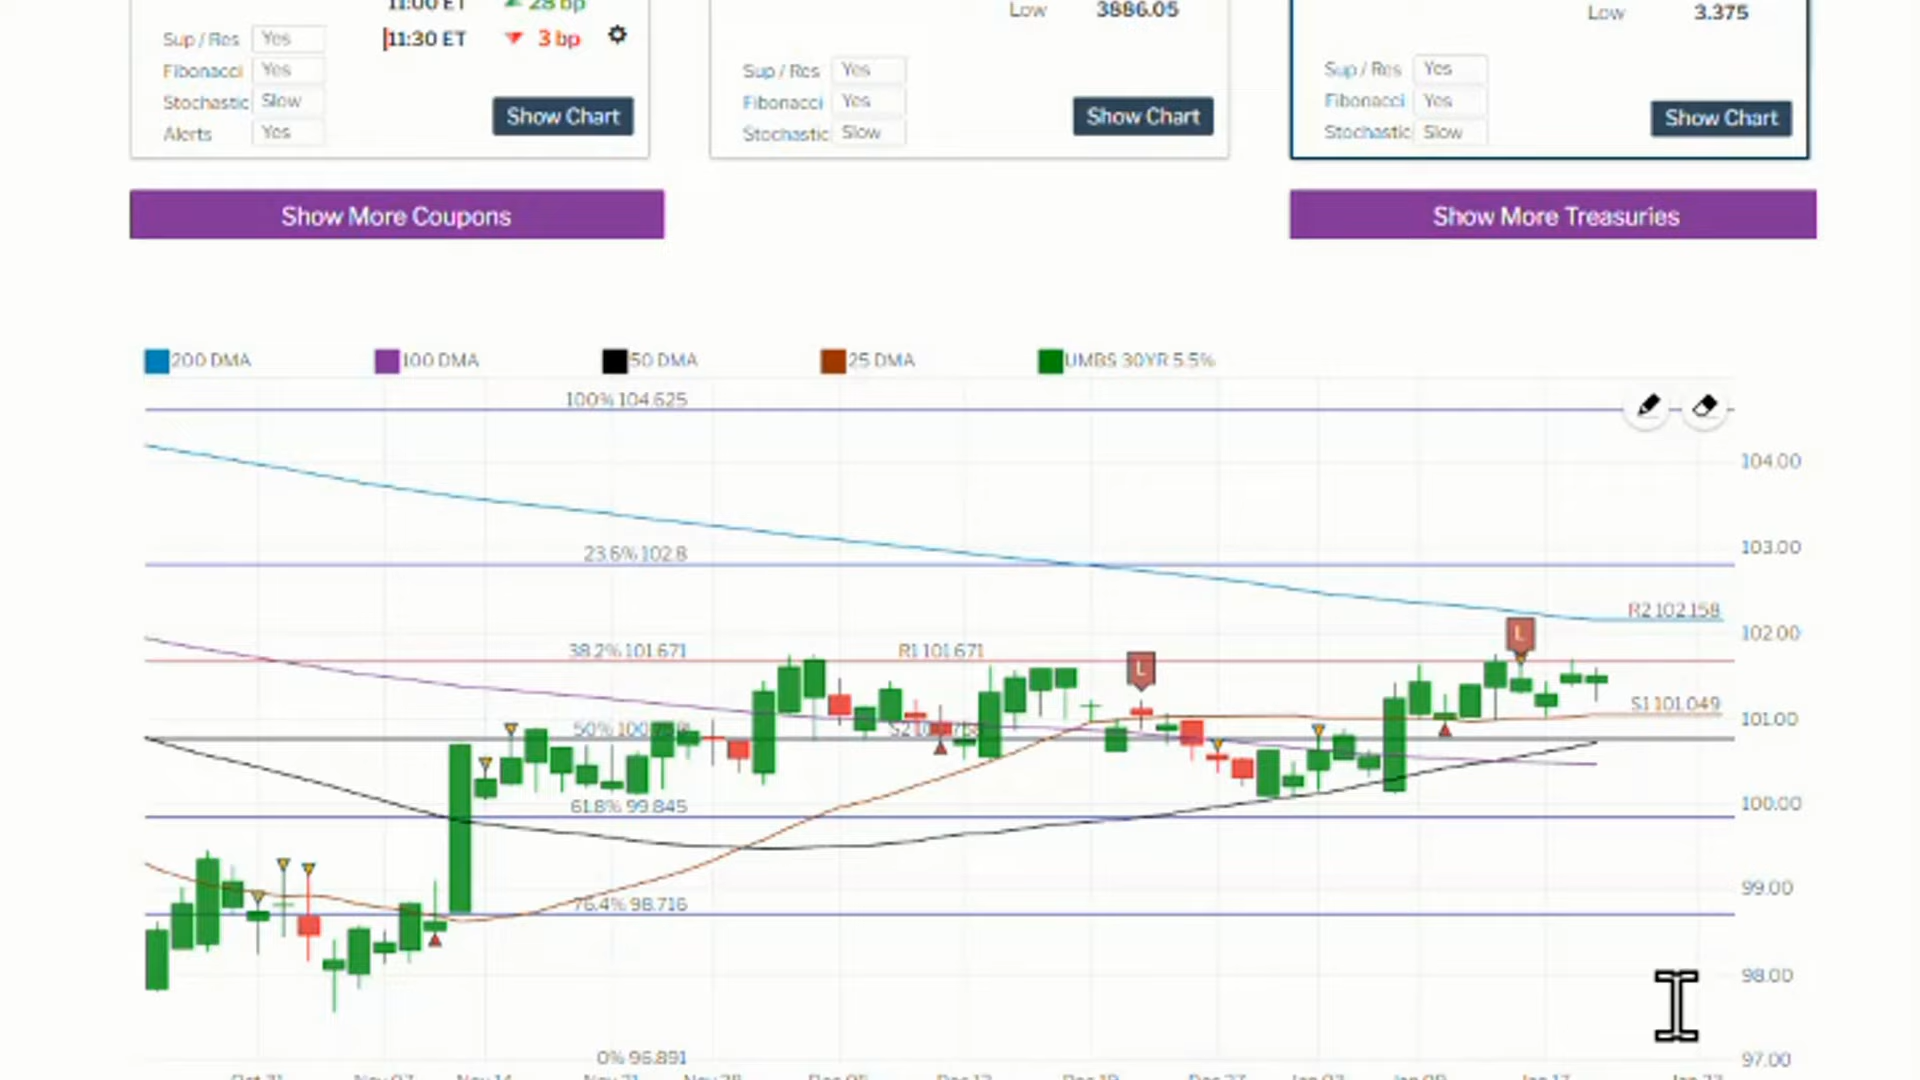 11:00 ET 28 bp
Low 3886.05
Low 3.375
Sup / Res Yes
11:30 ET 3 bp
Fibonacci Yes
Stochastic Slow
Alerts Yes
Show Chart
Sup / Res Yes
Fibonacci Yes
Stochastic Slow
Show Chart
Sup / Res Yes
Fibonacci Yes
Stochastic Slow
Show Chart
Show More Coupons
Show More Treasuries
200 DMA
100 DMA
50 DMA
25 DMA
UMBS 30YR 5.5%
100% 104.625
104.00
103.00
23.6% 102.8
R2 102.158
102.00
L
L
38.2% 101.671
R1 101.671
S1 101.049
101.00
61.8% 99.845
100.00
99.00
76.4% 98.716
98.00
0% 96.891
97.00